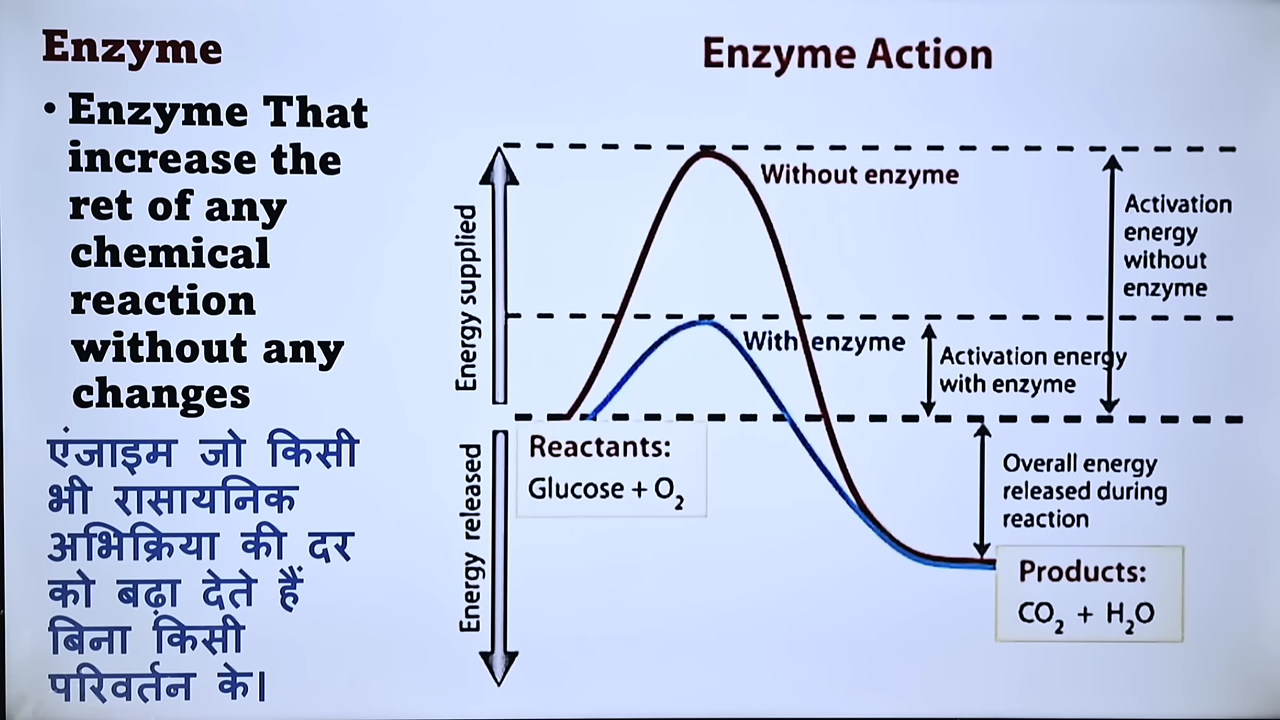 Enzyme
• Enzyme That
increase the
ret of any
chemical
reaction
without any
changes
एंजाइम जो किसी
भी रासायनिक
अभिक्रिया की दर
को बढ़ा देते हैं
बिना किसी
परिवर्तन के।
Enzyme Action
Energy supplied
Energy released
Without enzyme
With enzyme
Activation
energy
without
enzyme
Activation energy
with enzyme
Reactants:
Glucose + O₂
Overall energy
released during
reaction
Products:
CO₂ + H₂O